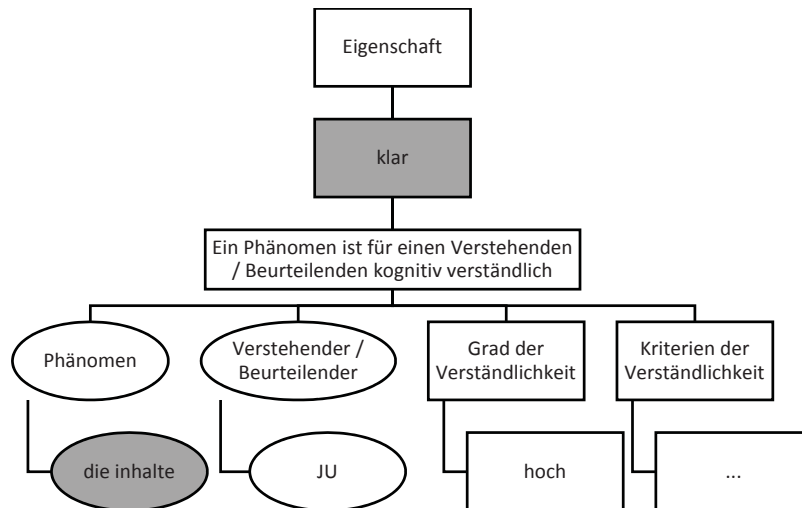 Eigenschaft
klar
Ein Phänomen ist für einen Verstehenden
/ Beurteilenden kognitiv verständlich
Phänomen
Verstehender /
Beurteilender
Grad der
Verständlichkeit
Kriterien der
Verständlichkeit
die inhalte
JU
hoch
...